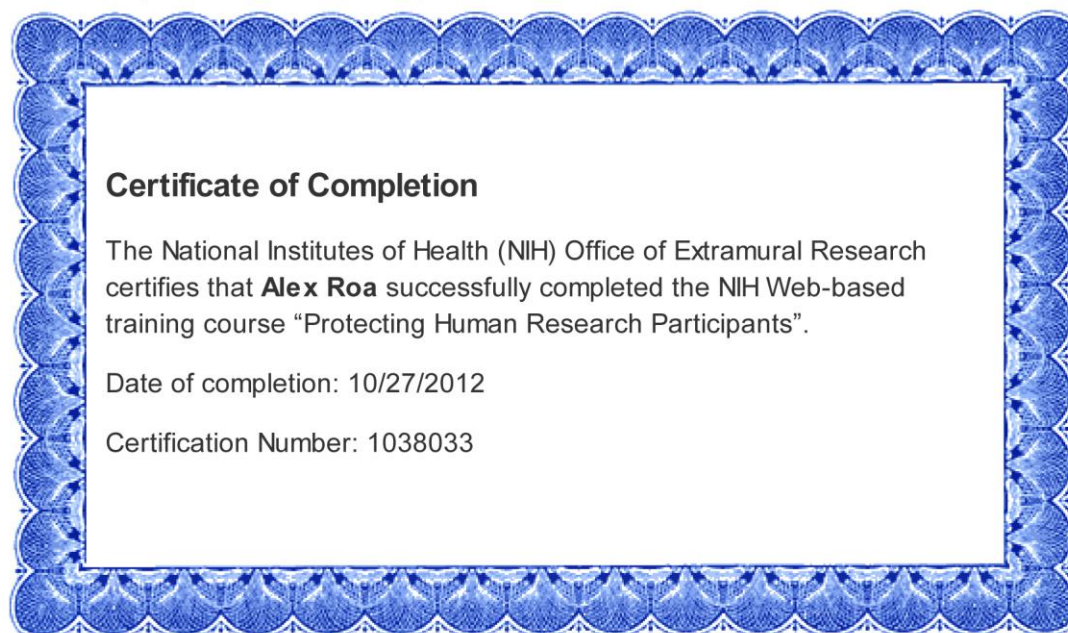 Certificate of Completion
The National Institutes of Health (NIH) Office of Extramural Research
certifies that Alex Roa successfully completed the NIH Web-based
training course “Protecting Human Research Participants”.
Date of completion: 10/27/2012
Certification Number: 1038033